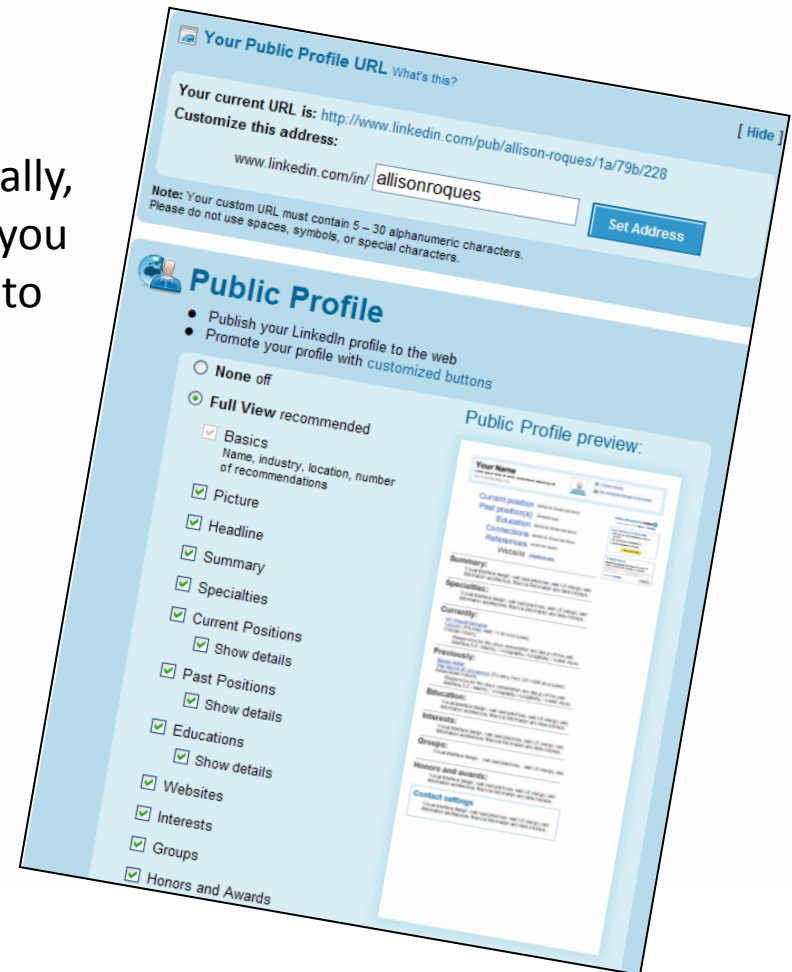 ally,
you
to
Your Public Profile URL What's this?
[ Hide ]
Your current URL is: http://www.linkedin.com/pub/allison-roques/1a/79b/228
Customize this address:
www.linkedin.com/in/ allisonroques
Set Address
Note: Your custom URL must contain 5 – 30 alphanumeric characters.
Please do not use spaces, symbols, or special characters.
Public Profile
• Publish your LinkedIn profile to the web
• Promote your profile with customized buttons
None off
Full View recommended
Basics
Name, industry, location, number
of recommendations
Picture
Headline
Summary
Specialties
Current Positions
Show details
Past Positions
Show details
Educations
Show details
Websites
Interests
Groups
Honors and Awards
Public Profile preview:
Your Name
Current position
Past position(s)
Education
Connections
References
Website
Summary:
Specialties:
Currently:
Previously:
Education:
Interests:
Groups:
Honors and awards:
Contact settings